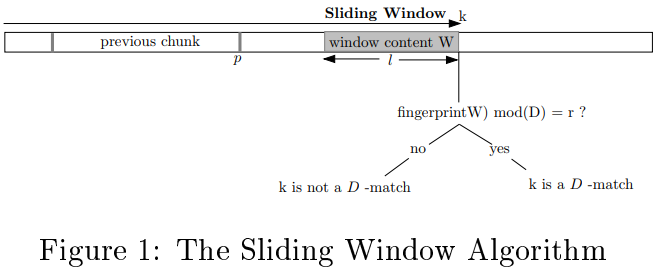 Sliding Window k
previous chunk window content W
p l
fingerprintW) mod(D) = r ?
no yes
k is not a D -match k is a D -match
Figure 1: The Sliding Window Algorithm